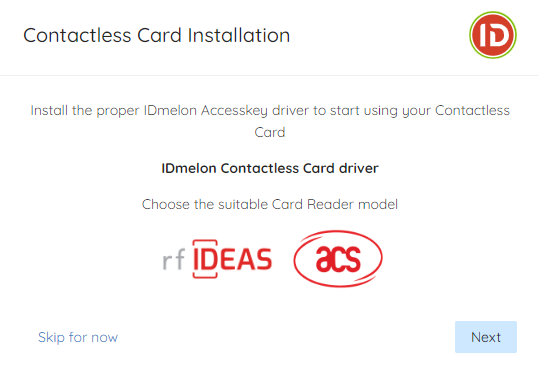 Contactless Card Installation
ID
Install the proper IDmelon Accesskey driver to start using your Contactless
Card
IDmelon Contactless Card driver
Choose the suitable Card Reader model
rf IDEAS
acs
Skip for now
Next